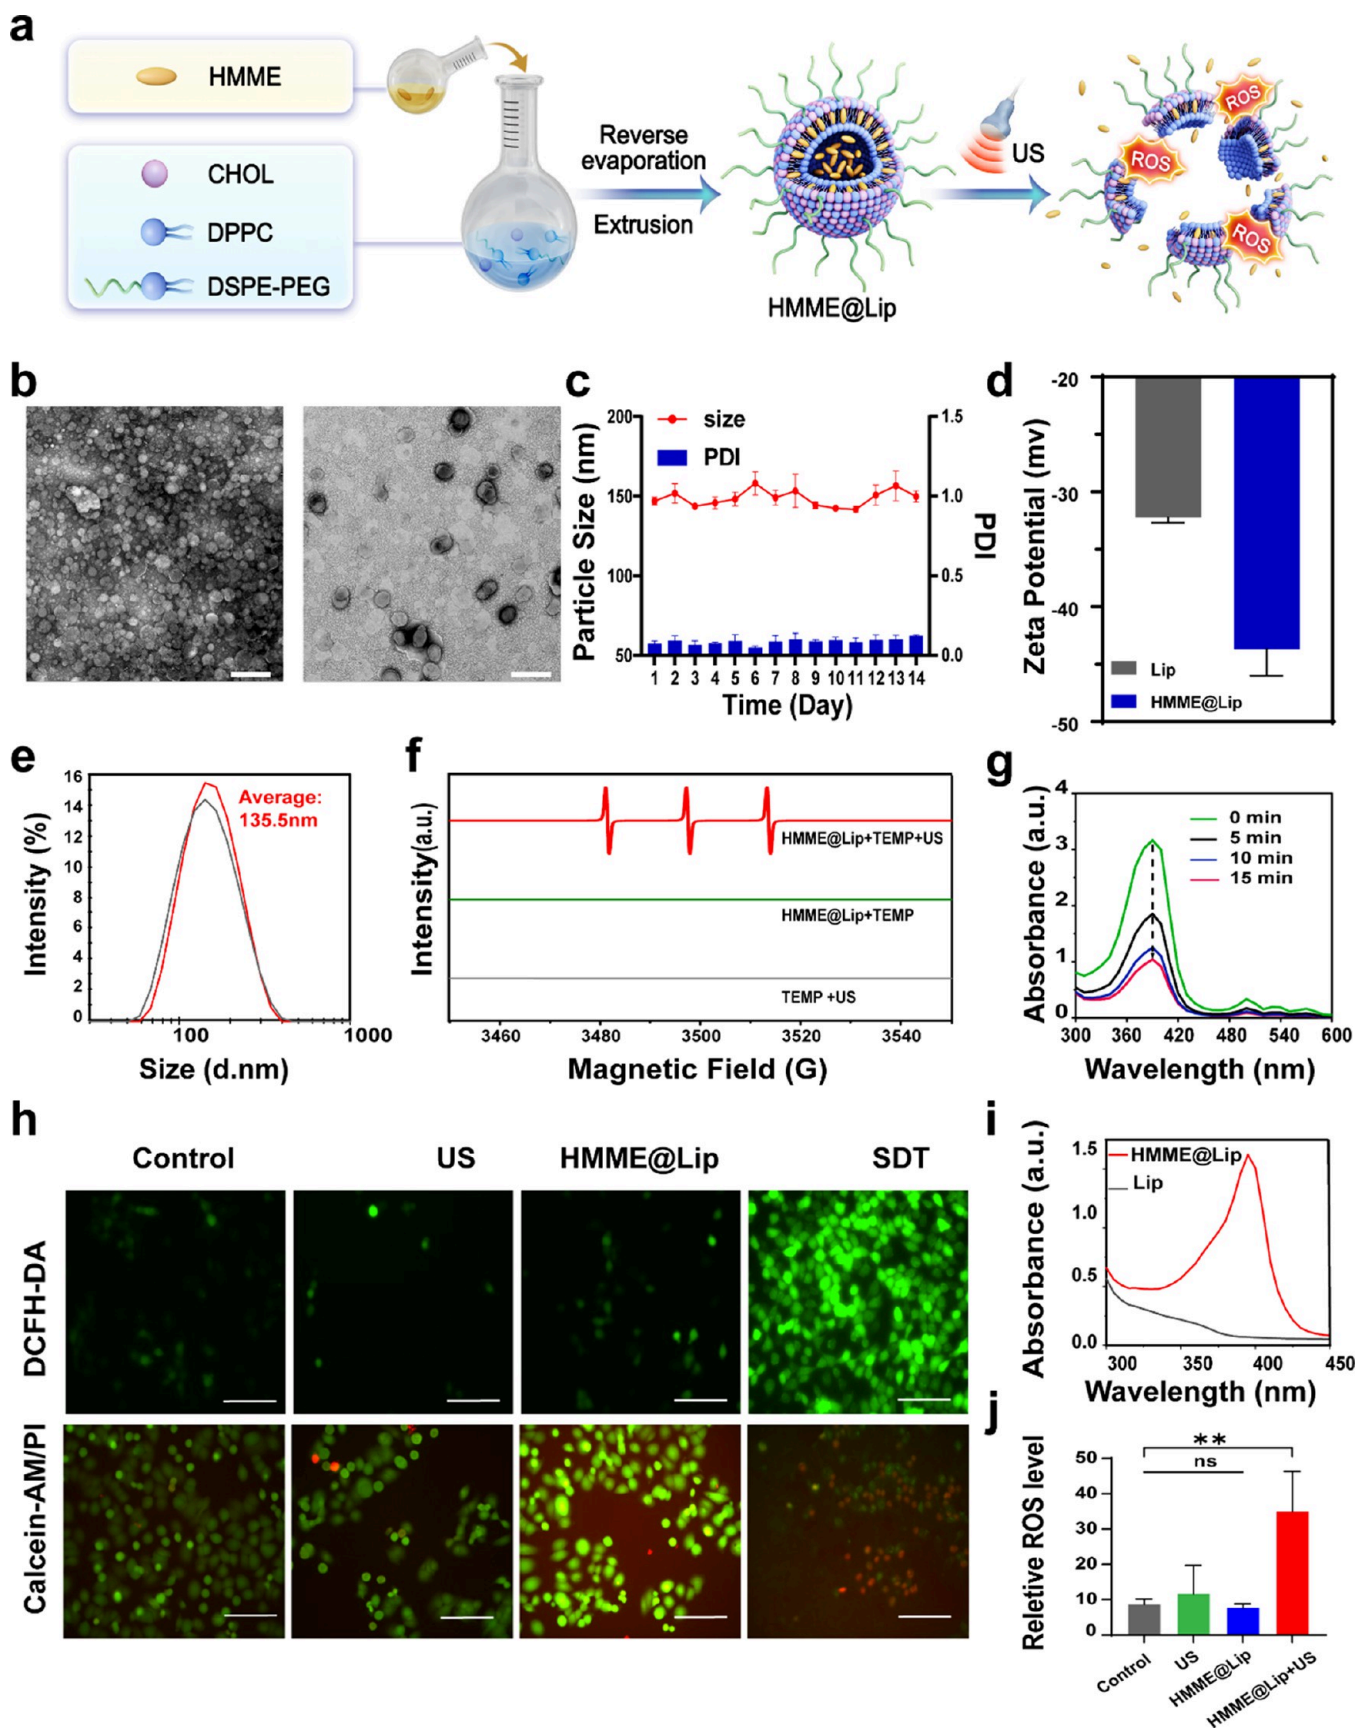 a
HMME
CHOL
DPPC
DSPE-PEG
Reverse
evaporation
Extrusion
HMME@Lip
US
ROS
ROS
ROS
b
c
size
PDI
200
150
100
50
1.5
1.0
0.5
0.0
Particle Size (nm)
PDI
1 2 3 4 5 6 7 8 9 10 11 12 13 14
Time (Day)
d
-20
-30
-40
-50
Zeta Potential (mv)
Lip
HMME@Lip
e
16
14
12
10
8
6
4
2
0
Intensity (%)
Average:
135.5nm
100 1000
Size (d.nm)
f
Intensity(a.u.)
HMME@Lip+TEMP+US
HMME@Lip+TEMP
TEMP +US
3460 3480 3500 3520 3540
Magnetic Field (G)
g
4
3
2
1
0
Absorbance (a.u.)
0 min
5 min
10 min
15 min
300 360 420 480 540 600
Wavelength (nm)
h
Control US HMME@Lip SDT
DCFH-DA
Calcein-AM/PI
i
1.5
1.0
0.5
0.0
Absorbance (a.u.)
HMME@Lip
Lip
300 350 400 450
Wavelength (nm)
j
**
ns
50
40
30
20
10
0
Reletive ROS level
Control US HMME@Lip HMME@Lip+US